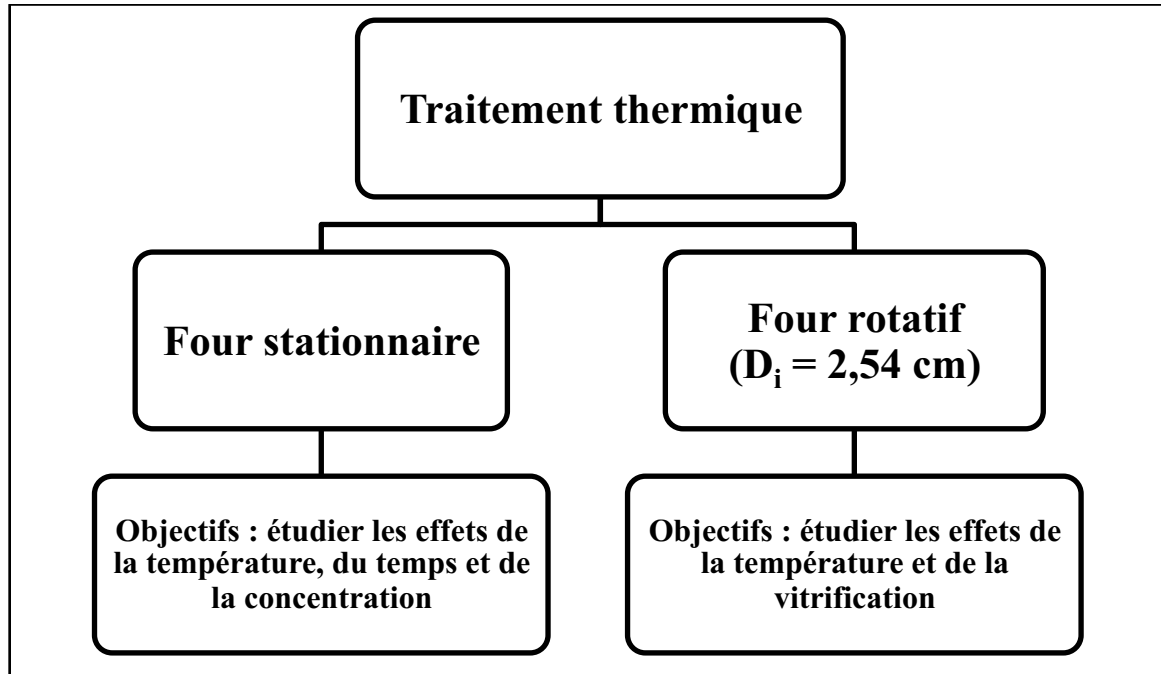 Traitement thermique
Four stationnaire
Four rotatif
(Di = 2,54 cm)
Objectifs : étudier les effets de
la température, du temps et de
la concentration
Objectifs : étudier les effets de
la température et de la
vitrification